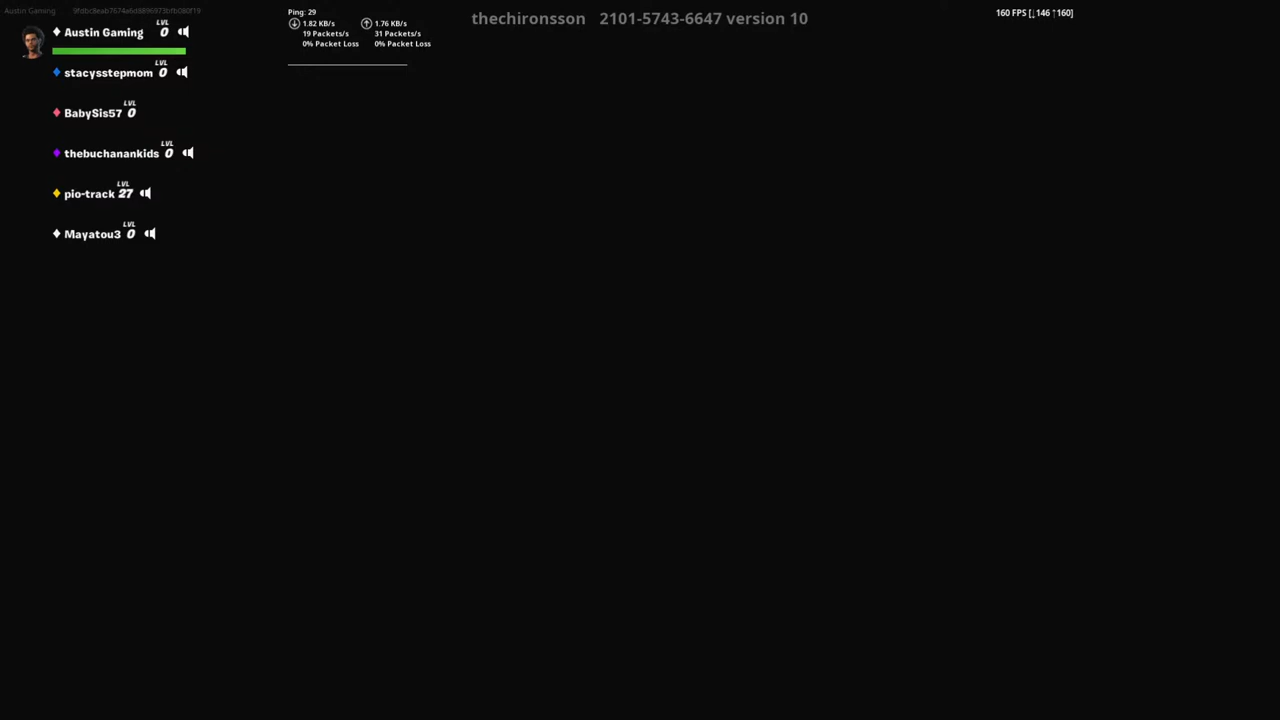 Austin Gaming
Austin Gaming LVL 0
stacysstepmom LVL 0
BabySis57 LVL 0
thebuchanankids LVL 0
pio-track LVL 27
Mayatou3 LVL 0
Ping: 29
1.82 KB/s 1.76 KB/s
19 Packets/s 31 Packets/s
0% Packet Loss 0% Packet Loss
thechironsson 2101-5743-6647 version 10
160 FPS [↓146 ↑160]